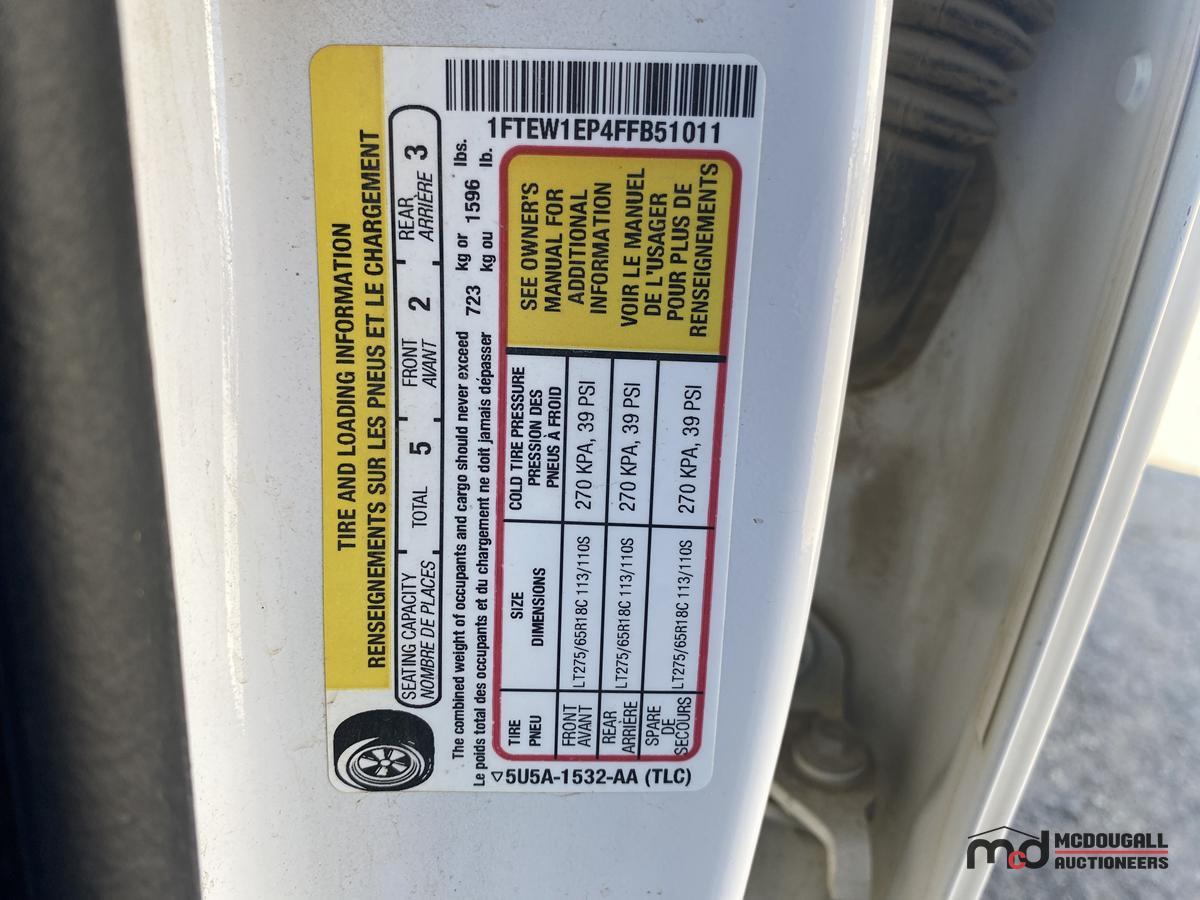 TIRE AND LOADING INFORMATION
RENSEIGNEMENTS SUR LES PNEUS ET LE CHARGEMENT
SEATING CAPACITY
NOMBRE DE PLACES
TOTAL 5
FRONT
AVANT 2
REAR
ARRIÈRE 3
The combined weight of occupants and cargo should never exceed 723 kg or 1596 lbs.
Le poids total des occupants et du chargement ne doit jamais dépasser kg ou lb.
TIRE
PNEU
SIZE
DIMENSIONS
COLD TIRE PRESSURE
PRESSION DES
PNEUS À FROID
FRONT
AVANT
LT275/65R18C 113/110S
270 KPA, 39 PSI
REAR
ARRIÈRE
LT275/65R18C 113/110S
270 KPA, 39 PSI
SPARE
DE
SECOURS
LT275/65R18C 113/110S
270 KPA, 39 PSI
SEE OWNER'S
MANUAL FOR
ADDITIONAL
INFORMATION
VOIR LE MANUEL
DE L'USAGER
POUR PLUS DE
RENSEIGNEMENTS
5U5A-1532-AA (TLC)
1FTEW1EP4FFB51011
mcd MCDOUGALL
AUCTIONEERS